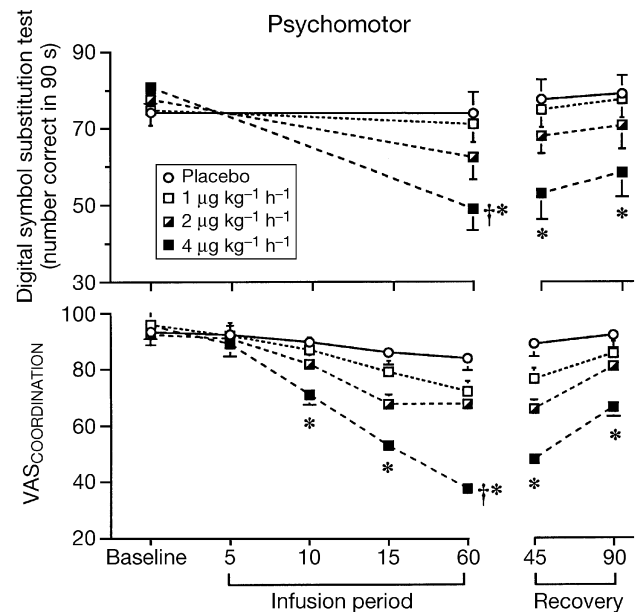 Psychomotor
Digital symbol substitution test
(number correct in 90 s)
90
70
50
30
Placebo
1 µg kg⁻¹ h⁻¹
2 µg kg⁻¹ h⁻¹
4 µg kg⁻¹ h⁻¹
†*
*
*
VAS_COORDINATION
100
80
60
40
20
*
*
†*
*
*
Baseline 5 10 15 60 45 90
Infusion period Recovery